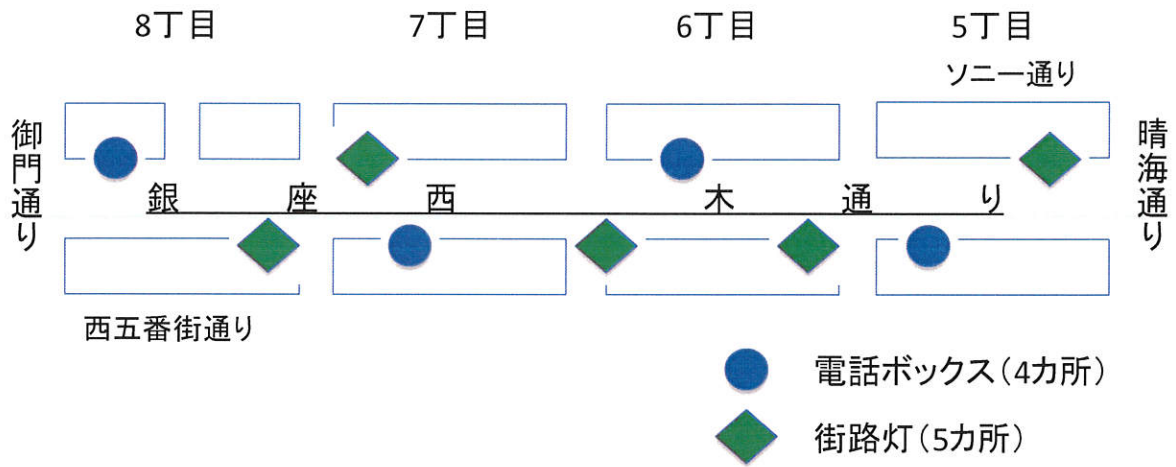 8丁目 7丁目 6丁目 5丁目
ソニー通り
御門通り
晴海通り
銀座西 木通り
西五番街通り
電話ボックス(4カ所)
街路灯(5カ所)